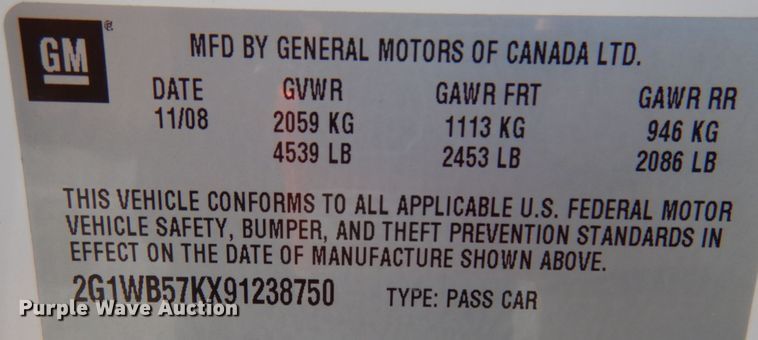 GM ®
MFD BY GENERAL MOTORS OF CANADA LTD.
DATE GVWR GAWR FRT GAWR RR
11/08 2059 KG 1113 KG 946 KG
4539 LB 2453 LB 2086 LB
THIS VEHICLE CONFORMS TO ALL APPLICABLE U.S. FEDERAL MOTOR
VEHICLE SAFETY, BUMPER, AND THEFT PREVENTION STANDARDS IN
EFFECT ON THE DATE OF MANUFACTURE SHOWN ABOVE.
2G1WB57KX91238750 TYPE: PASS CAR
Purple Wave Auction